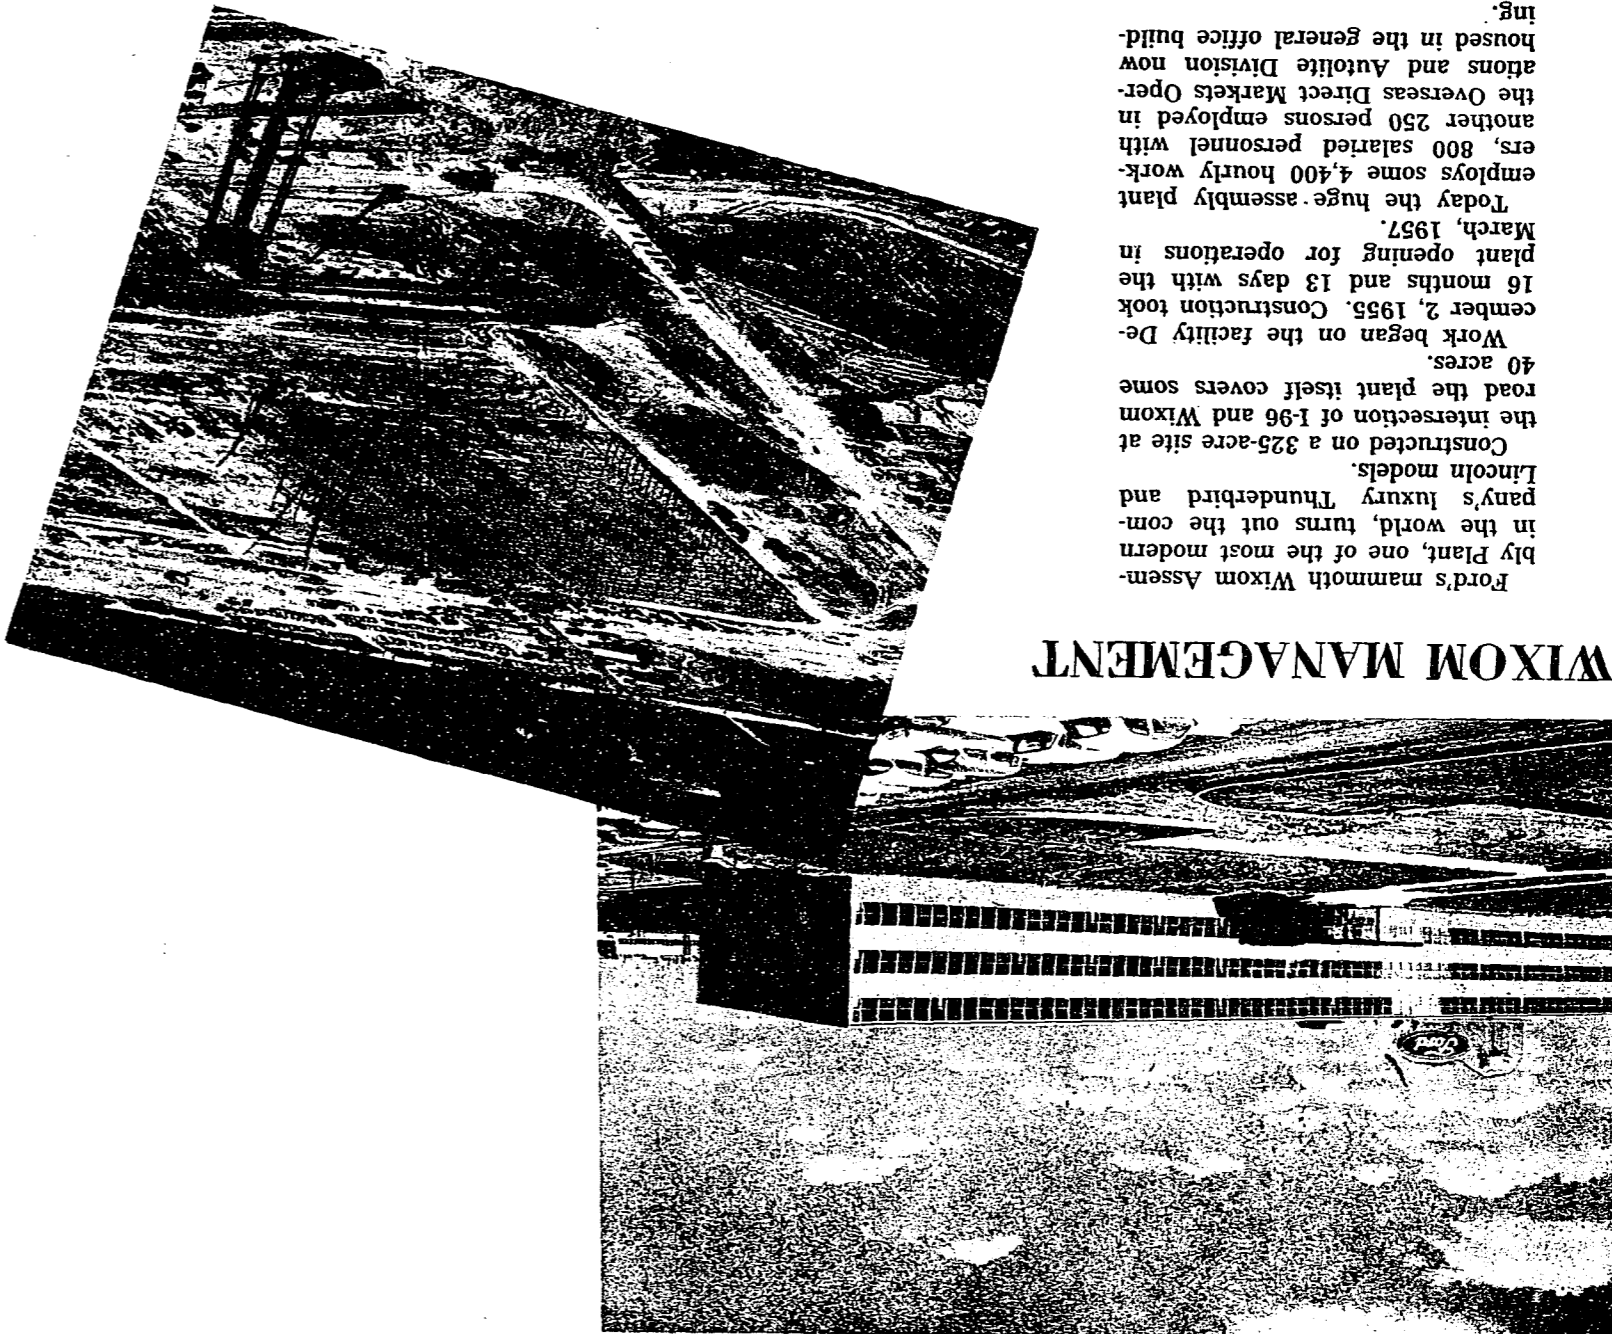 Ford
WIXOM MANAGEMENT
Ford's mammoth Wixom Assem-
bly Plant, one of the most modern
in the world, turns out the com-
pany's luxury Thunderbird and
Lincoln models.
Constructed on a 325-acre site at
the intersection of I-96 and Wixom
road the plant itself covers some
40 acres.
Work began on the facility De-
cember 2, 1955. Construction took
16 months and 13 days with the
plant opening for operations in
March, 1957.
Today the huge assembly plant
employs some 4,400 hourly work-
ers, 800 salaried personnel with
another 250 persons employed in
the Overseas Direct Markets Oper-
ations and Autolite Division now
housed in the general office build-
ing.